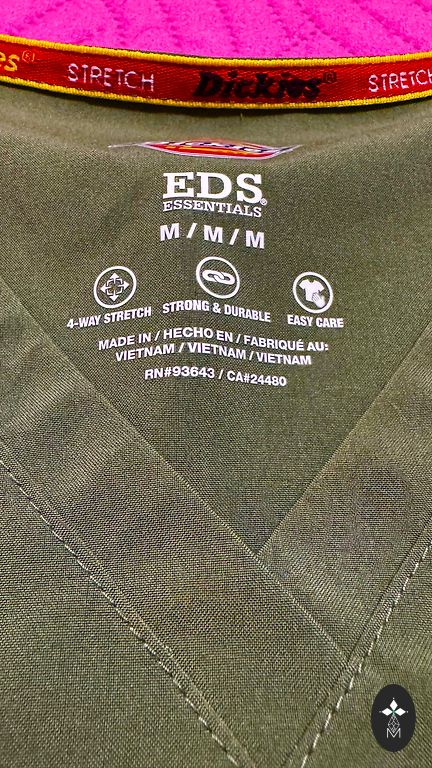 es® STRETCH Dickies® STRETCH
EDS®
ESSENTIALS
M / M / M
4-WAY STRETCH STRONG & DURABLE EASY CARE
MADE IN / HECHO EN / FABRIQUÉ AU:
VIETNAM / VIETNAM / VIETNAM
RN#93643 / CA#24480
M